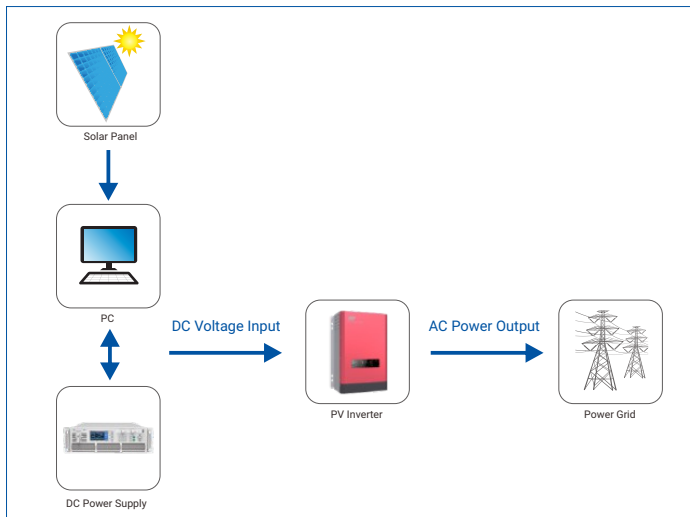 Solar Panel
PC
DC Voltage Input
AC Power Output
PV Inverter
Power Grid
DC Power Supply